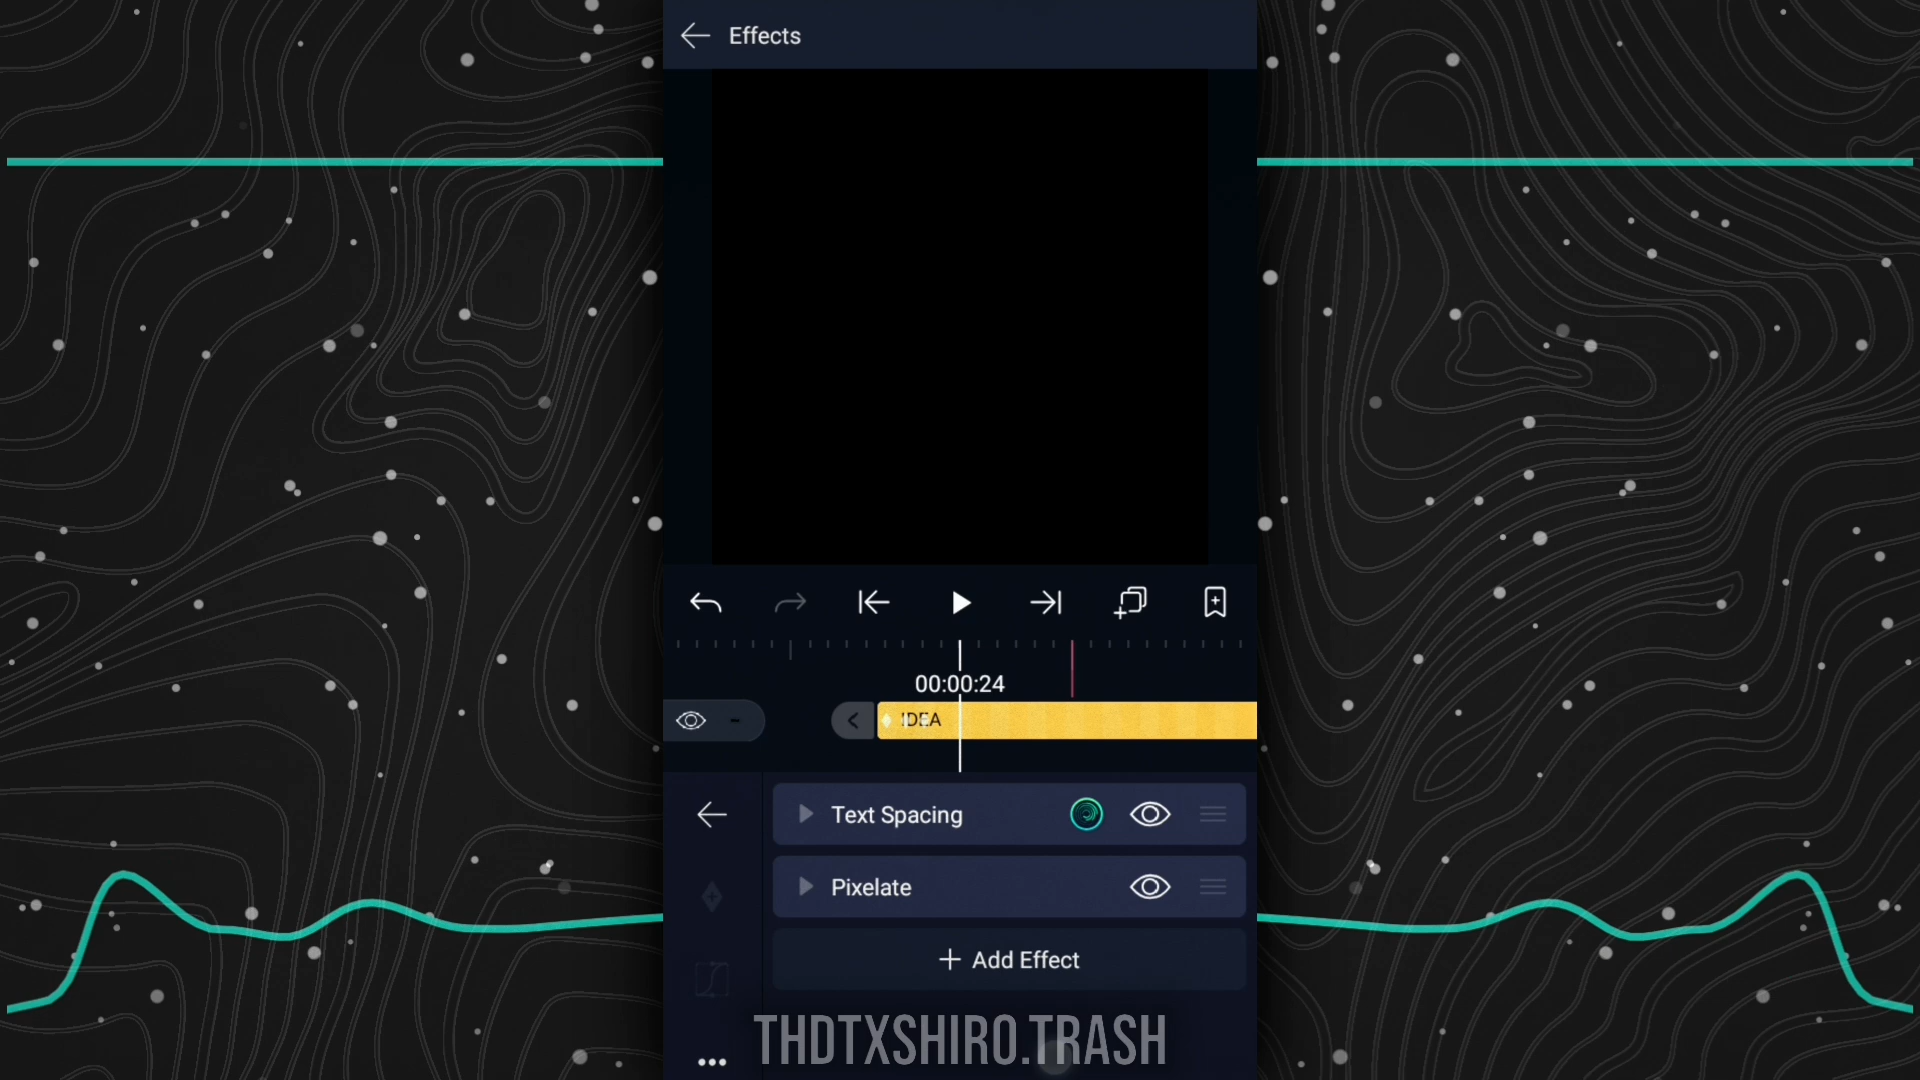 Effects
00:00:24
IDEA
Text Spacing
Pixelate
+ Add Effect
THDTXSHIRO.TRASH